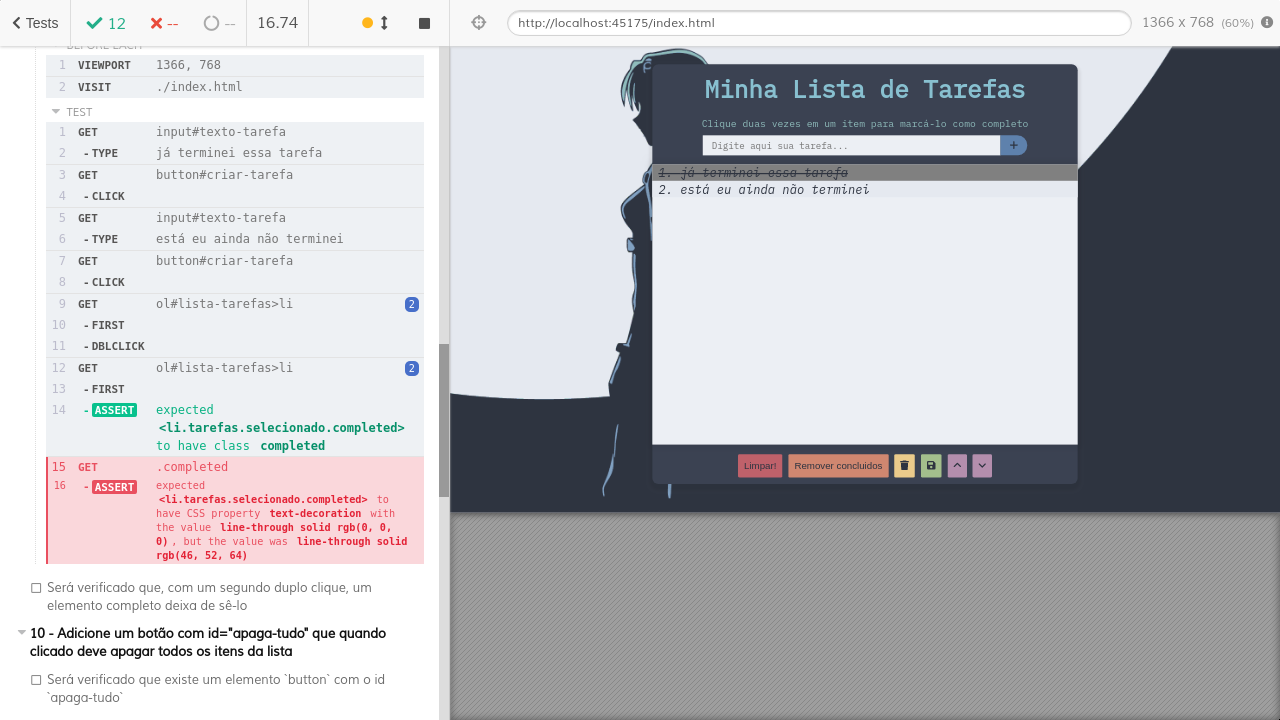 Tests
12
--
--
16.74
http://localhost:45175/index.html
1366 x 768 (60%)
BEFORE EACH
1 VIEWPORT 1366, 768
2 VISIT ./index.html
TEST
1 GET input#texto-tarefa
2 -TYPE já terminei essa tarefa
3 GET button#criar-tarefa
4 -CLICK
5 GET input#texto-tarefa
6 -TYPE está eu ainda não terminei
7 GET button#criar-tarefa
8 -CLICK
9 GET ol#lista-tarefas>li 2
10 -FIRST
11 -DBLCLICK
12 GET ol#lista-tarefas>li 2
13 -FIRST
14 -ASSERT expected
<li.tarefas.selecionado.completed>
to have class completed
15 GET .completed
16 -ASSERT expected
<li.tarefas.selecionado.completed> to
have CSS property text-decoration with
the value line-through solid rgb(0, 0,
0), but the value was line-through solid
rgb(46, 52, 64)
Será verificado que, com um segundo duplo clique, um
elemento completo deixa de sê-lo
10 - Adicione um botão com id="apaga-tudo" que quando
clicado deve apagar todos os itens da lista
Será verificado que existe um elemento `button` com o id
`apaga-tudo`
Minha Lista de Tarefas
Clique duas vezes em um item para marcá-lo como completo
Digite aqui sua tarefa... +
1. já terminei essa tarefa
2. está eu ainda não terminei
Limpar!
Remover concluidos